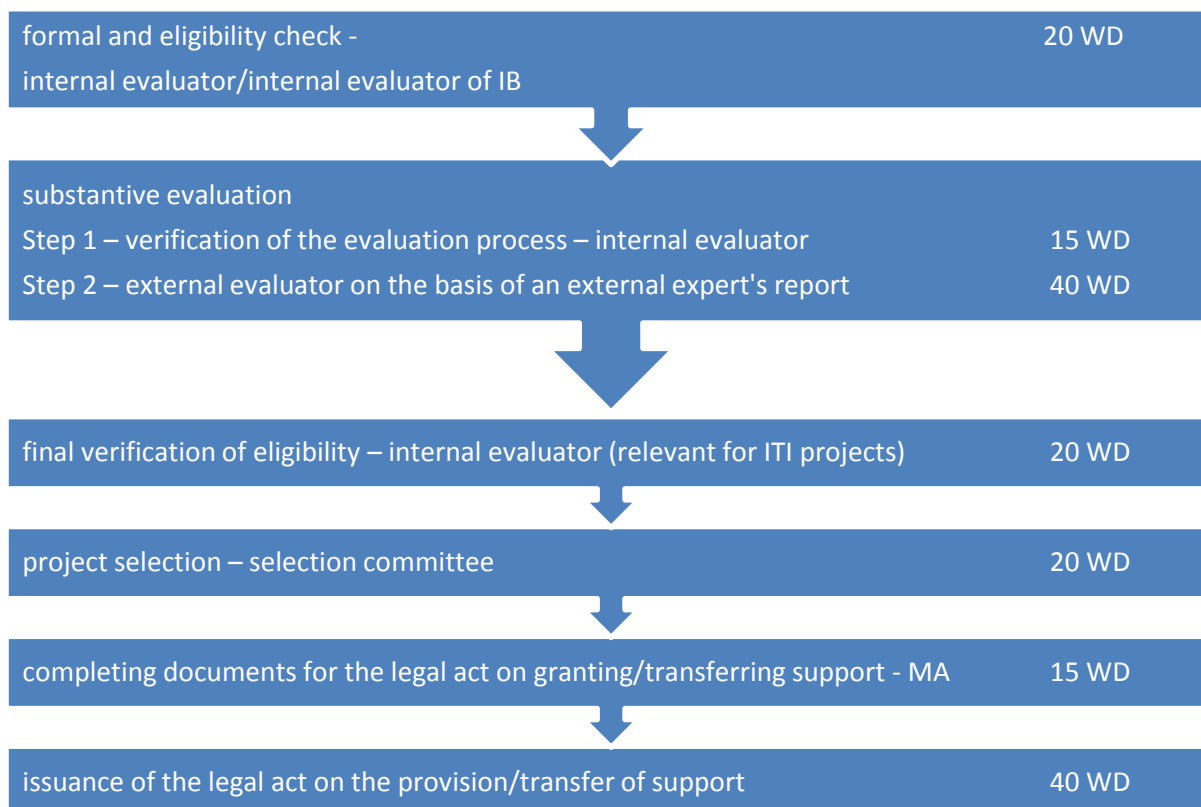 formal and eligibility check - 20 WD
internal evaluator/internal evaluator of IB
substantive evaluation
Step 1 – verification of the evaluation process – internal evaluator 15 WD
Step 2 – external evaluator on the basis of an external expert's report 40 WD
final verification of eligibility – internal evaluator (relevant for ITI projects) 20 WD
project selection – selection committee 20 WD
completing documents for the legal act on granting/transferring support - MA 15 WD
issuance of the legal act on the provision/transfer of support 40 WD